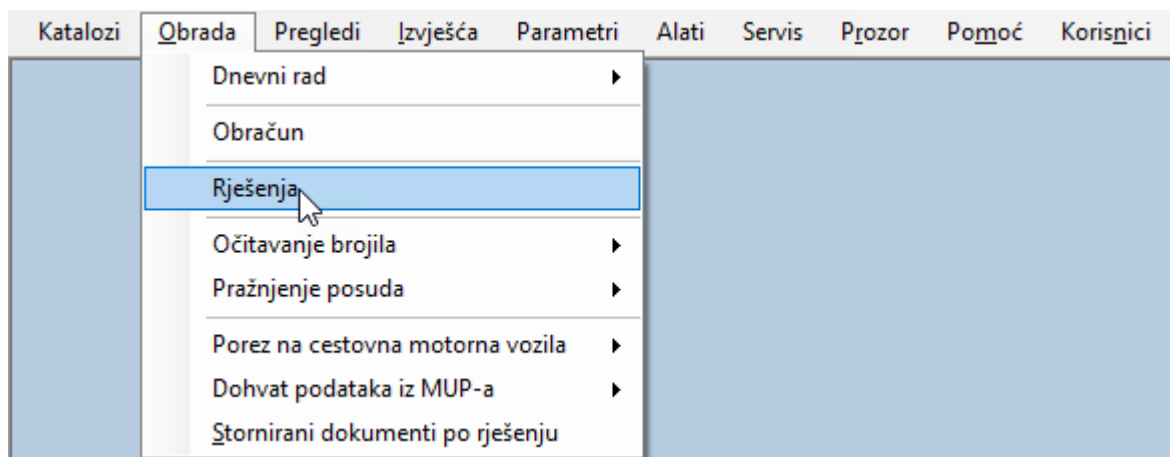 Katalozi Obrada Pregledi Izvješća Parametri Alati Servis Prozor Pomoć Korisnici
Dnevni rad
Obračun
Rješenja
Očitavanje brojila
Pražnjenje posuda
Porez na cestovna motorna vozila
Dohvat podataka iz MUP-a
Stornirani dokumenti po rješenju